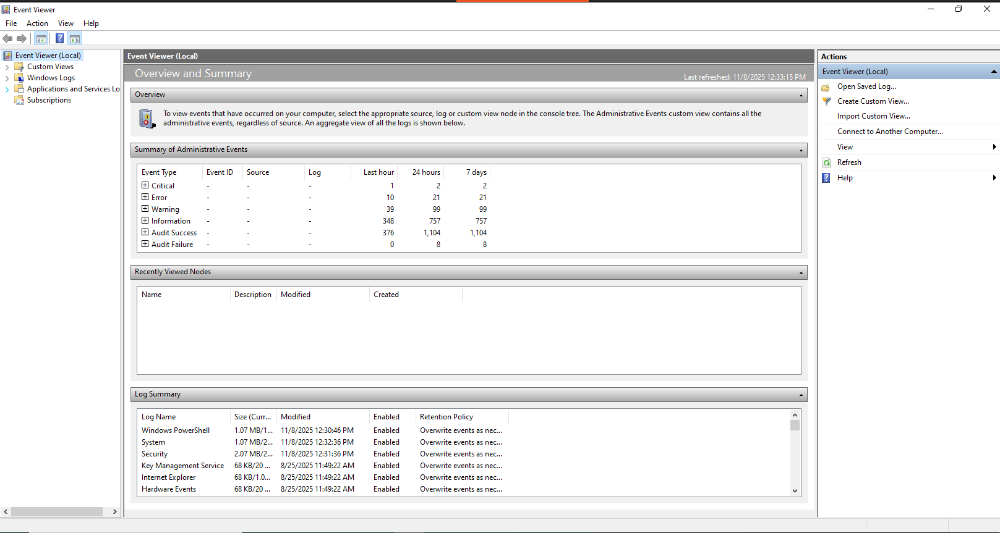 Event Viewer
File Action View Help
Event Viewer (Local)
Custom Views
Windows Logs
Applications and Services Lo
Subscriptions
Event Viewer (Local)
Overview and Summary
Last refreshed: 11/8/2025 12:33:15 PM
Overview
To view events that have occurred on your computer, select the appropriate source, log or custom view node in the console tree. The Administrative Events custom view contains all the
administrative events, regardless of source. An aggregate view of all the logs is shown below.
Summary of Administrative Events
Event Type Event ID Source Log Last hour 24 hours 7 days
Critical - - - 1 2 2
Error - - - 10 21 21
Warning - - - 39 99 99
Information - - - 348 757 757
Audit Success - - - 376 1,104 1,104
Audit Failure - - - 0 8 8
Recently Viewed Nodes
Name Description Modified Created
Log Summary
Log Name Size (Curr... Modified Enabled Retention Policy
Windows PowerShell 1.07 MB/1... 11/8/2025 12:30:46 PM Enabled Overwrite events as nec...
System 1.07 MB/2... 11/8/2025 12:32:36 PM Enabled Overwrite events as nec...
Security 2.07 MB/2... 11/8/2025 12:31:36 PM Enabled Overwrite events as nec...
Key Management Service 68 KB/20 ... 8/25/2025 11:49:22 AM Enabled Overwrite events as nec...
Internet Explorer 68 KB/1.0... 8/25/2025 11:49:22 AM Enabled Overwrite events as nec...
Hardware Events 68 KB/20 ... 8/25/2025 11:49:22 AM Enabled Overwrite events as nec...
Actions
Event Viewer (Local)
Open Saved Log...
Create Custom View...
Import Custom View...
Connect to Another Computer...
View
Refresh
Help